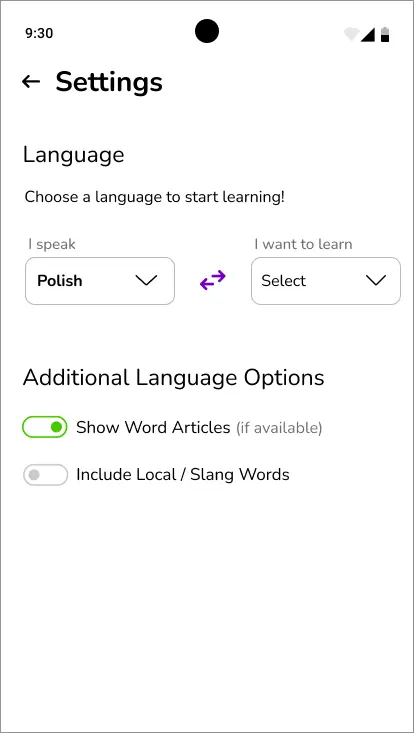 9:30
Settings
Language
Choose a language to start learning!
I speak I want to learn
Polish Select
Additional Language Options
Show Word Articles (if available)
Include Local / Slang Words